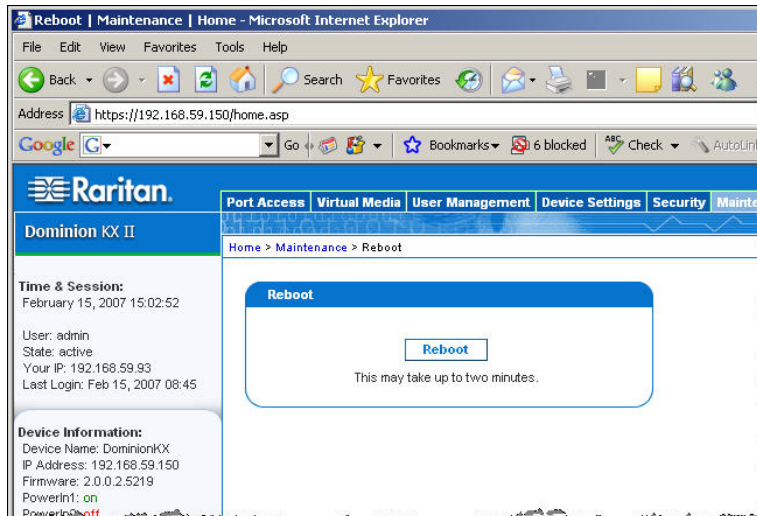 Reboot | Maintenance | Home - Microsoft Internet Explorer
File Edit View Favorites Tools Help
Back Search Favorites
Address https://192.168.59.150/home.asp
Google G Go Bookmarks 6 blocked ABC Check AutoLin
Raritan.
Port Access Virtual Media User Management Device Settings Security Mainte
Dominion KX II
Home > Maintenance > Reboot
Time & Session:
February 15, 2007 15:02:52
User: admin
State: active
Your IP: 192.168.59.93
Last Login: Feb 15, 2007 08:45
Reboot
Reboot
This may take up to two minutes.
Device Information:
Device Name: DominionKX
IP Address: 192.168.59.150
Firmware: 2.0.0.2.5219
PowerIn1: on
off